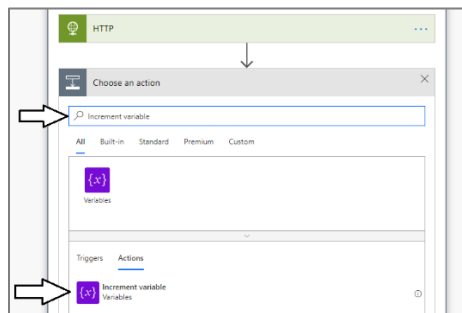 HTTP
Choose an action
Increment variable
All Built-in Standard Premium Custom
{x}
Variables
Triggers Actions
{x} Increment variable
Variables